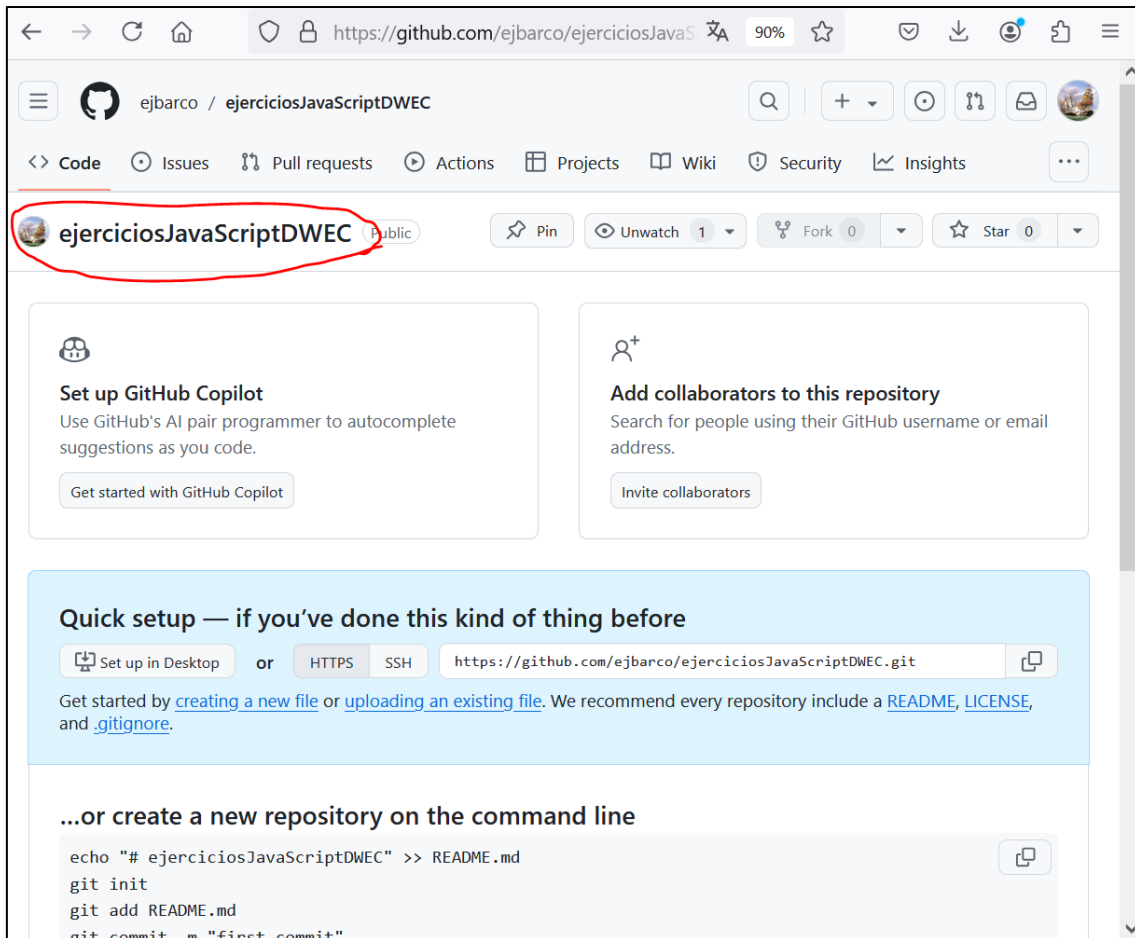 https://github.com/ejbarco/ejerciciosJavaS 90%
ejbarco / ejerciciosJavaScriptDWEC
Code Issues Pull requests Actions Projects Wiki Security Insights
ejerciciosJavaScriptDWEC Public Pin Unwatch 1 Fork 0 Star 0
Set up GitHub Copilot
Use GitHub's AI pair programmer to autocomplete
suggestions as you code.
Get started with GitHub Copilot
Add collaborators to this repository
Search for people using their GitHub username or email
address.
Invite collaborators
Quick setup — if you’ve done this kind of thing before
Set up in Desktop or HTTPS SSH https://github.com/ejbarco/ejerciciosJavaScriptDWEC.git
Get started by creating a new file or uploading an existing file. We recommend every repository include a README, LICENSE,
and .gitignore.
…or create a new repository on the command line
echo "# ejerciciosJavaScriptDWEC" >> README.md
git init
git add README.md
git commit -m "first commit"